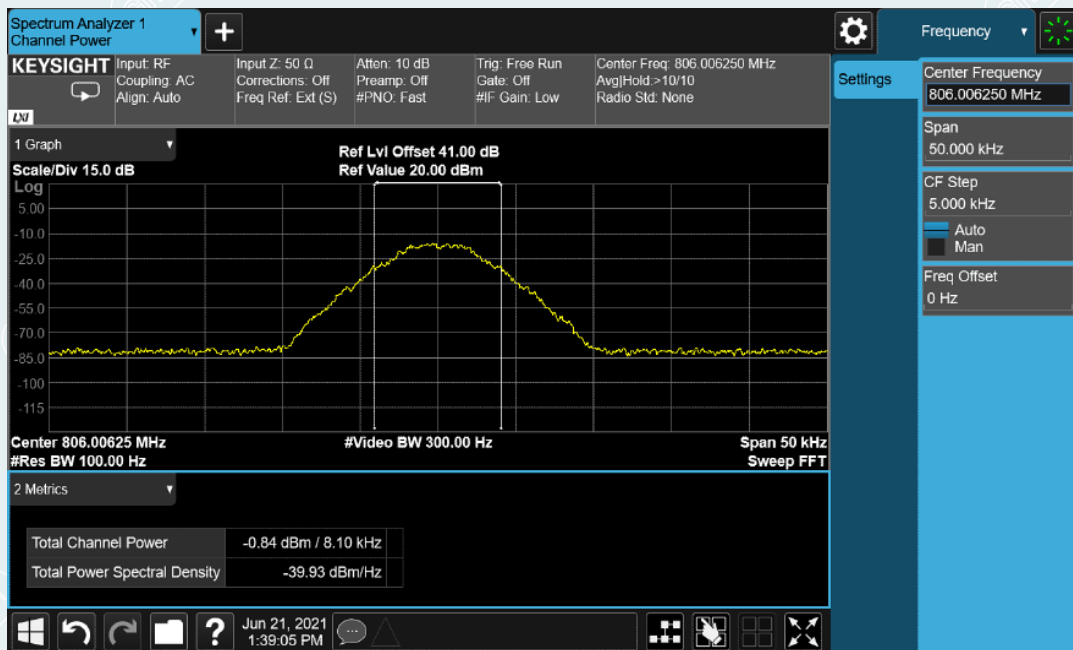 Spectrum Analyzer 1
Channel Power
+
Frequency
KEYSIGHT
LXI
Input: RF
Coupling: AC
Align: Auto
Input Z: 50 Ω
Corrections: Off
Freq Ref: Ext (S)
Atten: 10 dB
Preamp: Off
#PNO: Fast
Trig: Free Run
Gate: Off
#IF Gain: Low
Center Freq: 806.006250 MHz
Avg|Hold:>10/10
Radio Std: None
Settings
Center Frequency
806.006250 MHz
Span
50.000 kHz
CF Step
5.000 kHz
Auto
Man
Freq Offset
0 Hz
1 Graph
Scale/Div 15.0 dB
Ref Lvl Offset 41.00 dB
Ref Value 20.00 dBm
Log
5.00
-10.0
-25.0
-40.0
-55.0
-70.0
-85.0
-100
-115
Center 806.00625 MHz
#Video BW 300.00 Hz
Span 50 kHz
#Res BW 100.00 Hz
Sweep FFT
2 Metrics
Total Channel Power -0.84 dBm / 8.10 kHz
Total Power Spectral Density -39.93 dBm/Hz
?
Jun 21, 2021
1:39:05 PM